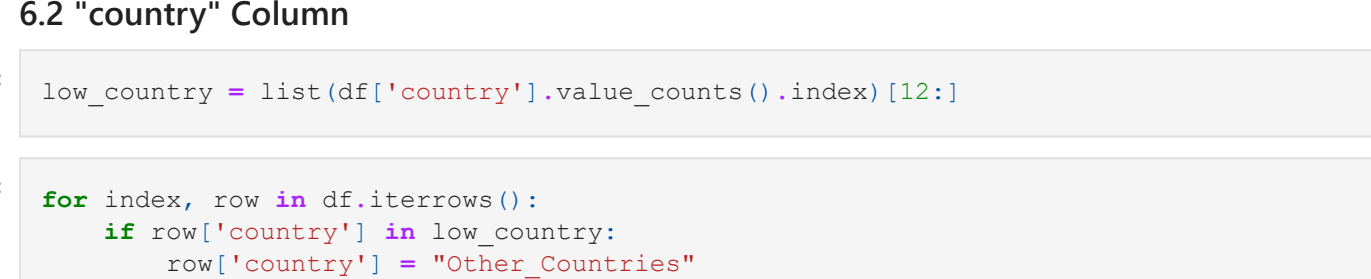 6.2 "country" Column
low_country = list(df['country'].value_counts().index)[12:]
for index, row in df.iterrows():
    if row['country'] in low_country:
        row['country'] = "Other_Countries"